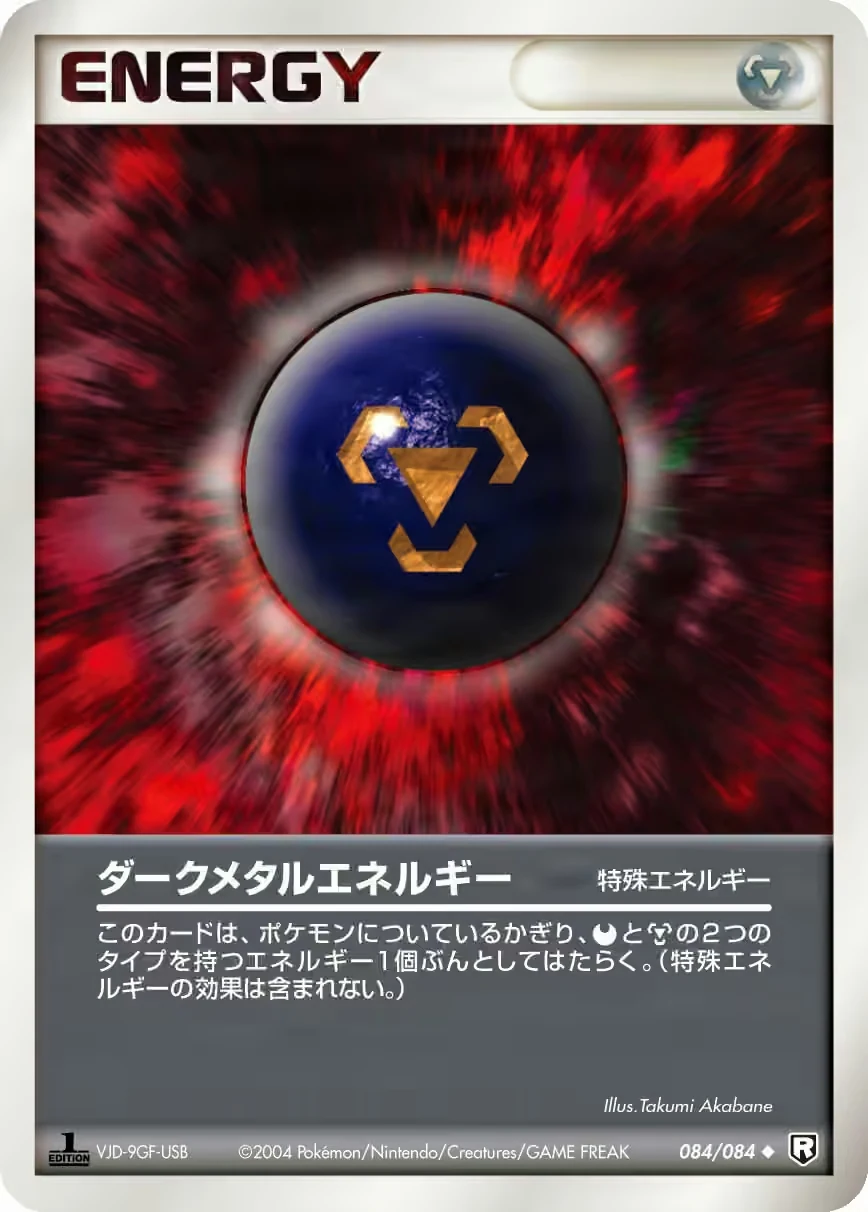 ENERGY
ダークメタルエネルギー 特殊エネルギー
このカードは、ポケモンについているかぎり、との2つの
タイプを持つエネルギー1個ぶんとしてはたらく。（特殊エネ
ルギーの効果は含まれない。）
Illus.Takumi Akabane
1 EDITION VJD-9GF-USB ©2004 Pokémon/Nintendo/Creatures/GAME FREAK 084/084 ◆ R